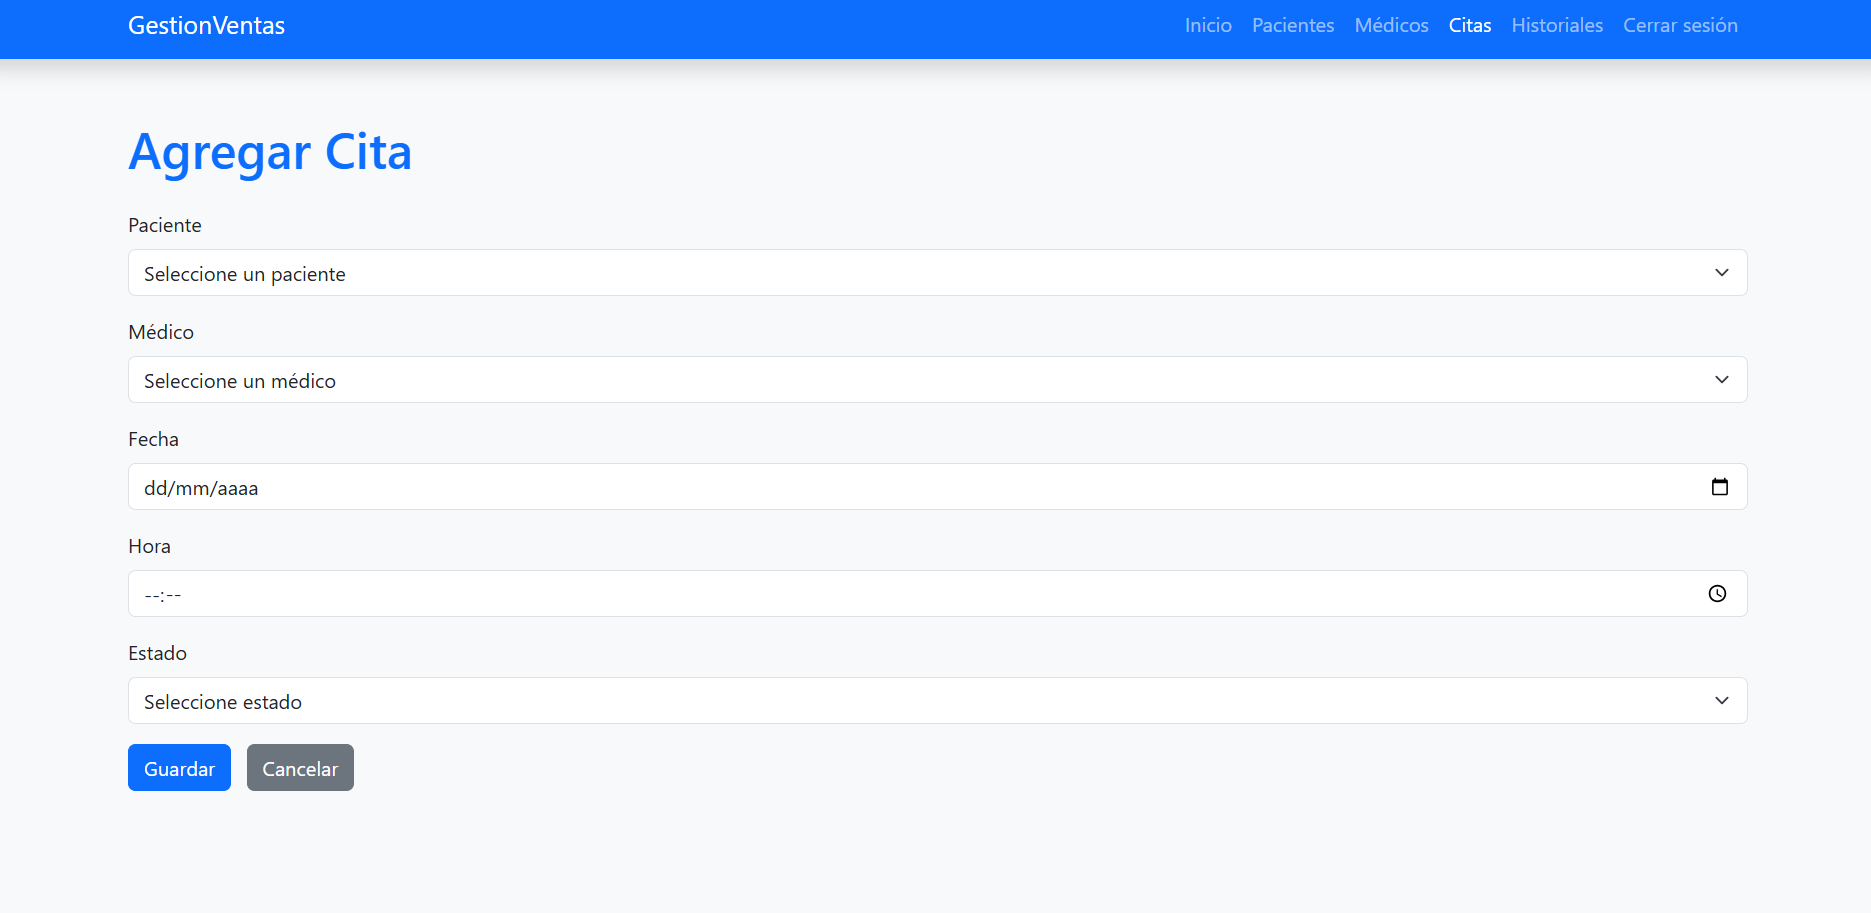 GestionVentas Inicio Pacientes Médicos Citas Historiales Cerrar sesión
Agregar Cita
Paciente
Seleccione un paciente
Médico
Seleccione un médico
Fecha
dd/mm/aaaa
Hora
--:--
Estado
Seleccione estado
Guardar Cancelar